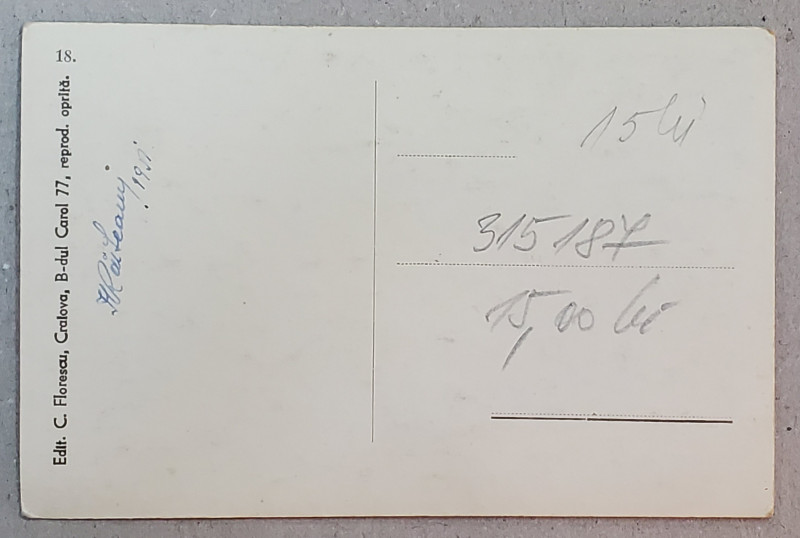 18.
Edit. C. Florescu, Craiova, B-dul Carol 77, reprod. oprită.
15 lei
315187
15,00 lei